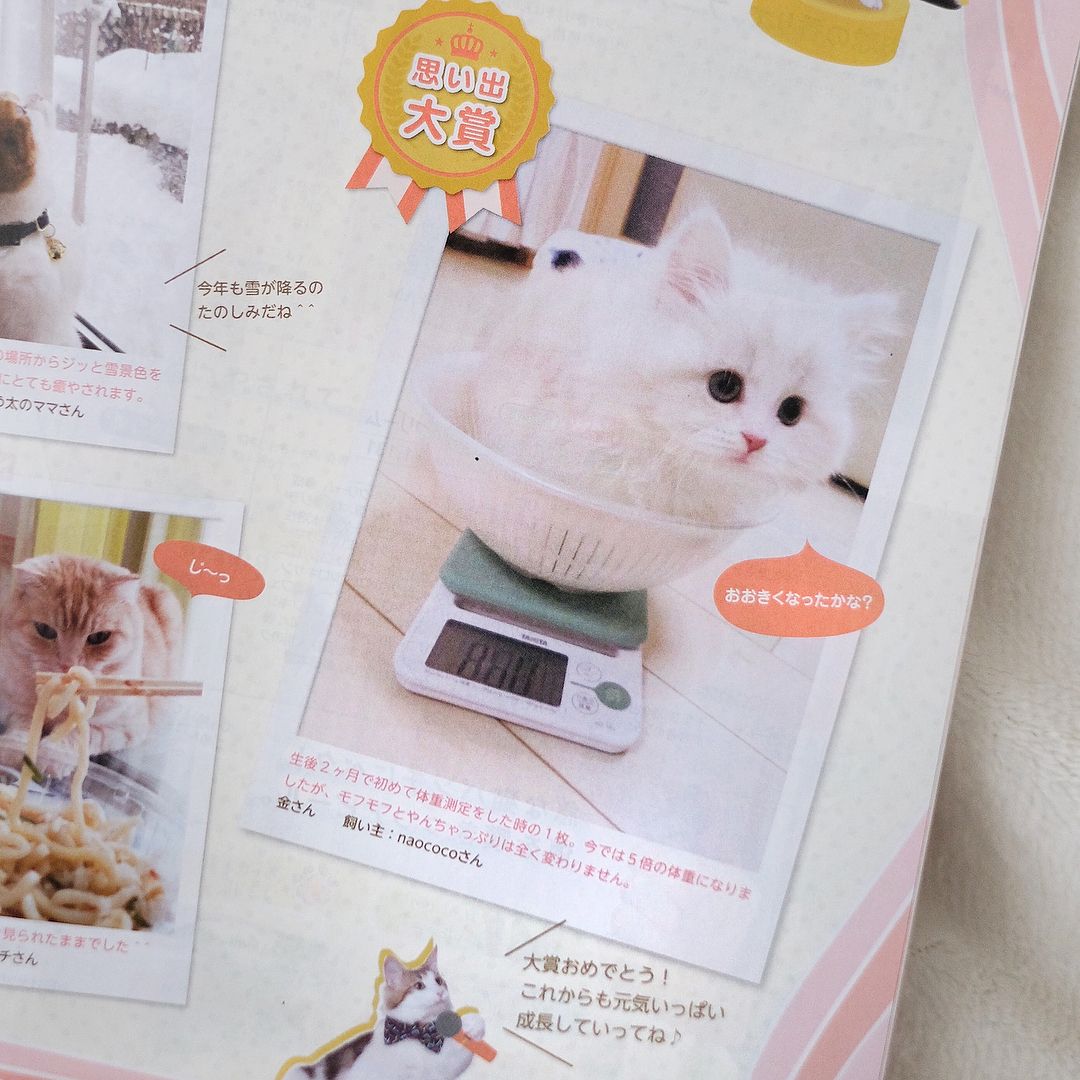 思い出
大賞
今年も雪が降るの
たのしみだね＾＾
場所からジッと雪景色を
にとても癒やされます。
太のママさん
じ〜っ
おおきくなったかな?
TANITA
生後２ヶ月で初めて体重測定をした時の１枚。今では５倍の体重になりま
したが、モフモフとやんちゃっぷりは全く変わりません。
金さん　飼い主：naococoさん
見られたままでした＾＾
チさん
大賞おめでとう！
これからも元気いっぱい
成長していってね♪